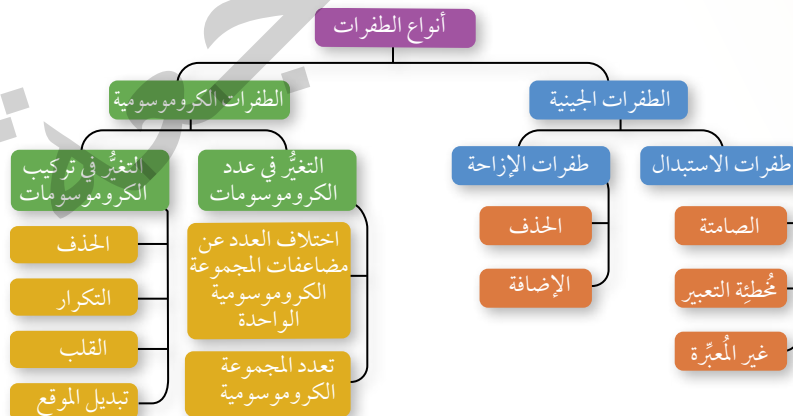 أنواع الطفرات
الطفرات الجينية
الطفرات الكروموسومية
طفرات الاستبدال
طفرات الإزاحة
التغيُّر في عدد
الكروموسومات
التغيُّر في تركيب
الكروموسومات
الصامتة
مُخطئِة التعبير
غير المُعبِّرة
الحذف
الإضافة
اختلاف العدد عن
مضاعفات المجموعة
الكروموسومية
الواحدة
تعدد المجموعة
الكروموسومية
الحذف
التكرار
القلب
تبديل الموقع